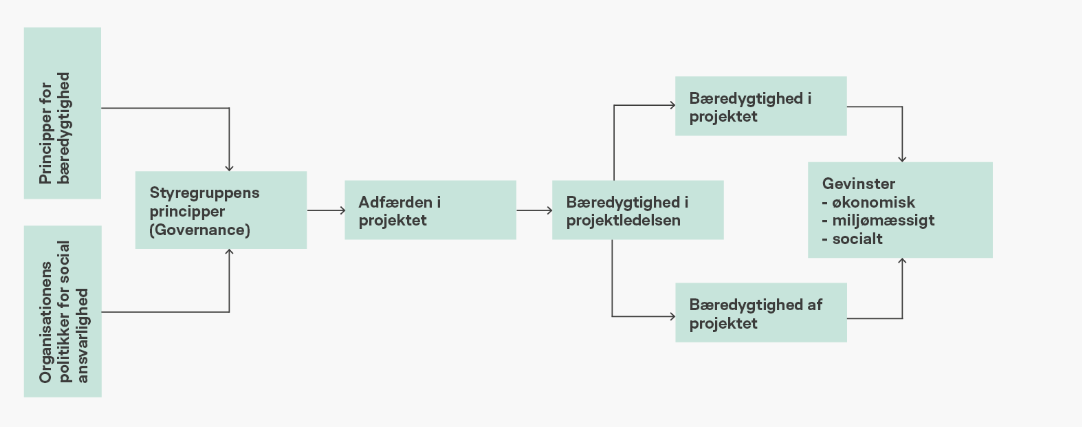 Principper for
bæredygtighed
Organisationens
politikker for social
ansvarlighed
Styregruppens
principper
(Governance)
Adfærden i
projektet
Bæredygtighed i
projektledelsen
Bæredygtighed i
projektet
Bæredygtighed af
projektet
Gevinster
- økonomisk
- miljømæssigt
- socialt